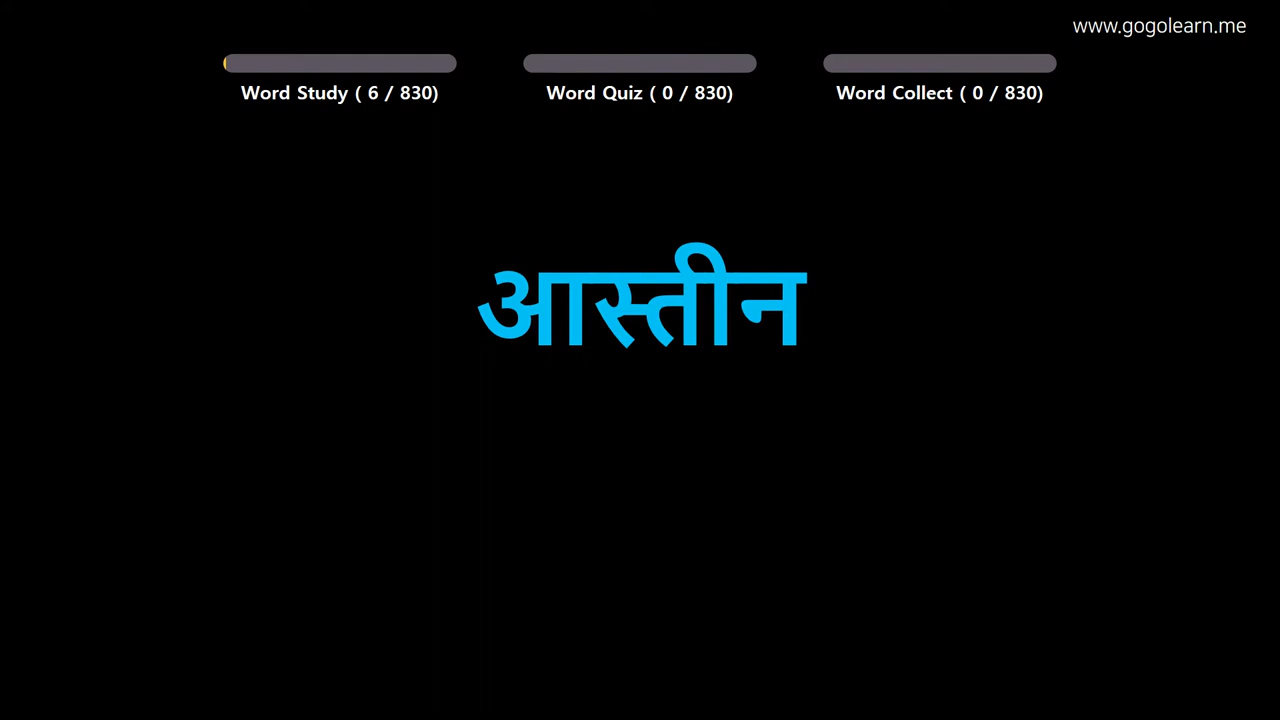 www.gogolearn.me
Word Study ( 6 / 830)
Word Quiz ( 0 / 830)
Word Collect ( 0 / 830)
आस्तीन